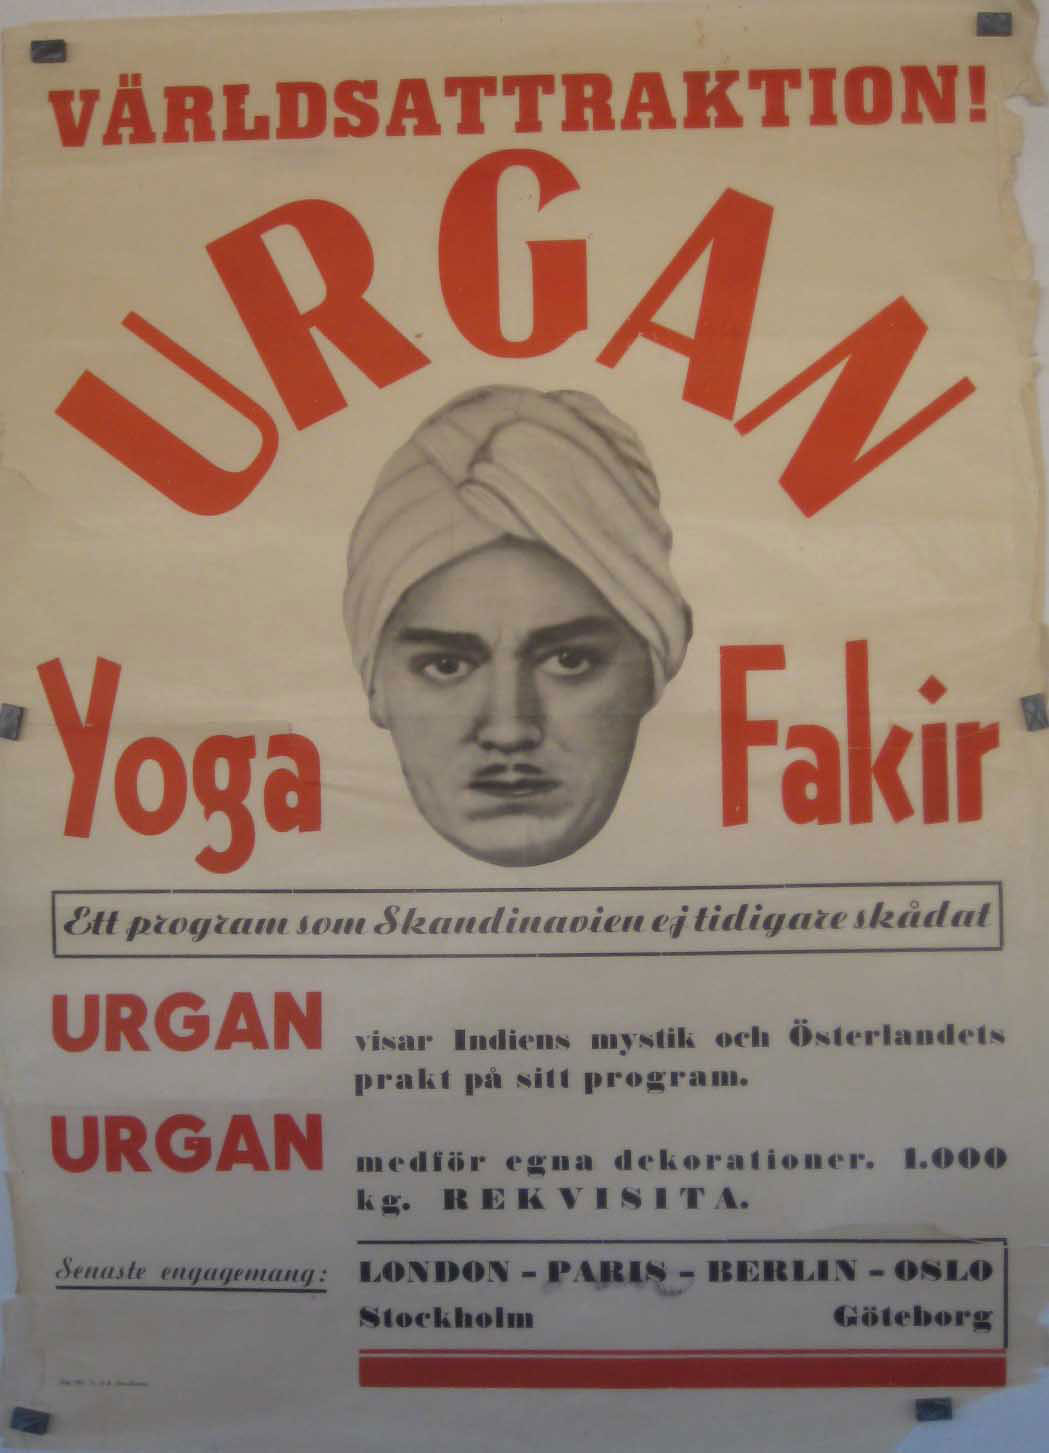 VÄRLDSATTRAKTION!
URGAN
Yoga Fakir
Ett program som Skandinavien ej tidigare skådat
URGAN visar Indiens mystik och Österlandets
prakt på sitt program.
URGAN medför egna dekorationer. 1.000
kg. REKVISITA.
Senaste engagemang: LONDON - PARIS - BERLIN - OSLO
Stockholm Göteborg